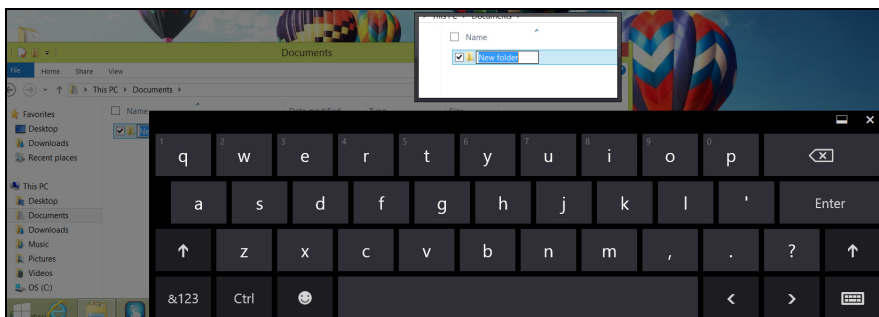 This PC ▸ Documents ▸
Name
New folder
Documents
File Home Share View
This PC ▸ Documents ▸
Name Date modified Type Size
Favorites
Desktop
Downloads
Recent places
This PC
Desktop
Documents
Downloads
Music
Pictures
Videos
OS (C:)
1 2 3 4 5 6 7 8 9 0
q w e r t y u i o p
a s d f g h j k l ' Enter
z x c v b n m , . ?
&123 Ctrl < >